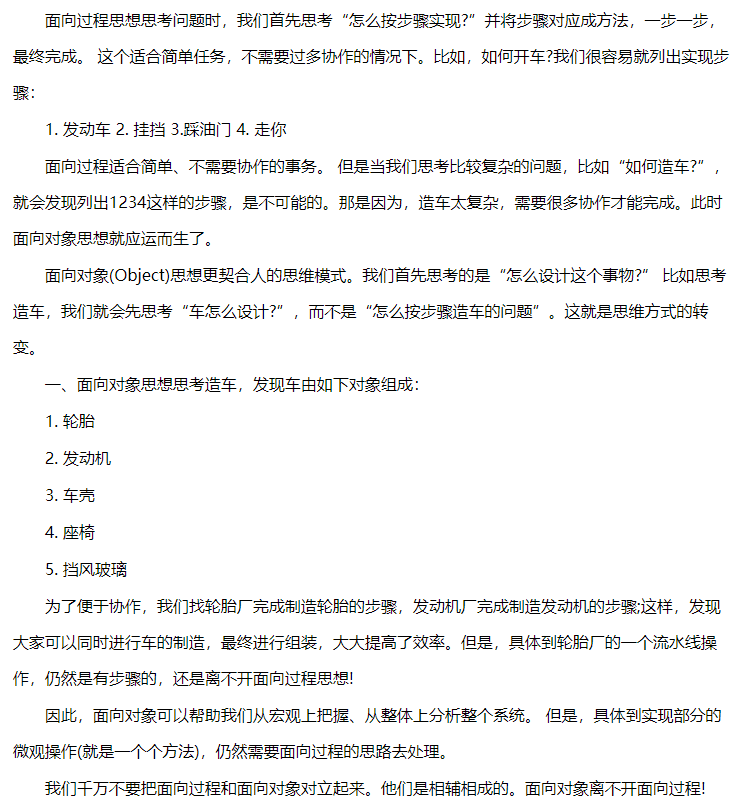 面向过程思想思考问题时，我们首先思考“怎么按步骤实现?”并将步骤对应成方法，一步一步，
最终完成。 这个适合简单任务，不需要过多协作的情况下。比如，如何开车?我们很容易就列出实现步
骤：
1. 发动车 2. 挂挡 3.踩油门 4. 走你
面向过程适合简单、不需要协作的事务。 但是当我们思考比较复杂的问题，比如“如何造车?”，
就会发现列出1234这样的步骤，是不可能的。那是因为，造车太复杂，需要很多协作才能完成。此时
面向对象思想就应运而生了。
面向对象(Object)思想更契合人的思维模式。我们首先思考的是“怎么设计这个事物?” 比如思考
造车，我们就会先思考“车怎么设计?”，而不是“怎么按步骤造车的问题”。这就是思维方式的转
变。
一、面向对象思想思考造车，发现车由如下对象组成：
1. 轮胎
2. 发动机
3. 车壳
4. 座椅
5. 挡风玻璃
为了便于协作，我们找轮胎厂完成制造轮胎的步骤，发动机厂完成制造发动机的步骤;这样，发现
大家可以同时进行车的制造，最终进行组装，大大提高了效率。但是，具体到轮胎厂的一个流水线操
作，仍然是有步骤的，还是离不开面向过程思想!
因此，面向对象可以帮助我们从宏观上把握、从整体上分析整个系统。 但是，具体到实现部分的
微观操作(就是一个个方法)，仍然需要面向过程的思路去处理。
我们千万不要把面向过程和面向对象对立起来。他们是相辅相成的。面向对象离不开面向过程!